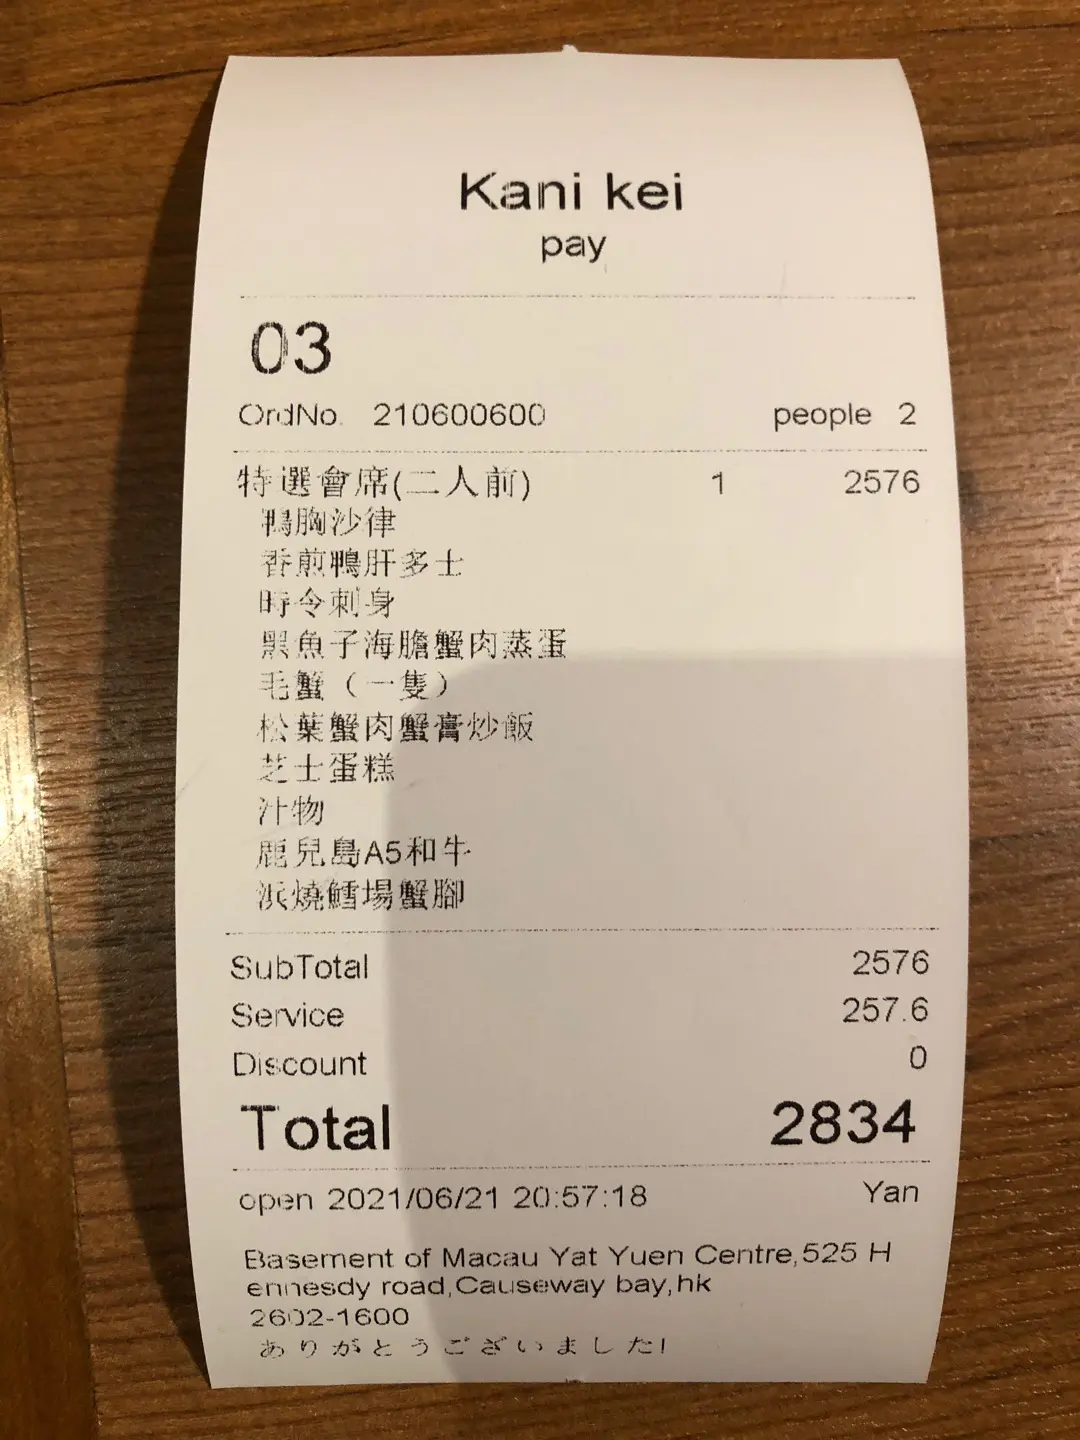 Kani kei
pay
03
OrdNo. 210600600 people 2
特選會席(二人前) 1 2576
鴨胸沙律
香煎鴨肝多士
時令刺身
黑魚子海膽蟹肉蒸蛋
毛蟹（一隻）
松葉蟹肉蟹膏炒飯
芝士蛋糕
汁物
鹿兒島A5和牛
浜燒鱈場蟹腳
SubTotal 2576
Service 257.6
Discount 0
Total 2834
open 2021/06/21 20:57:18 Yan
Basement of Macau Yat Yuen Centre,525 H
ennesdy road,Causeway bay,hk
2602-1600
ありがとうございました!